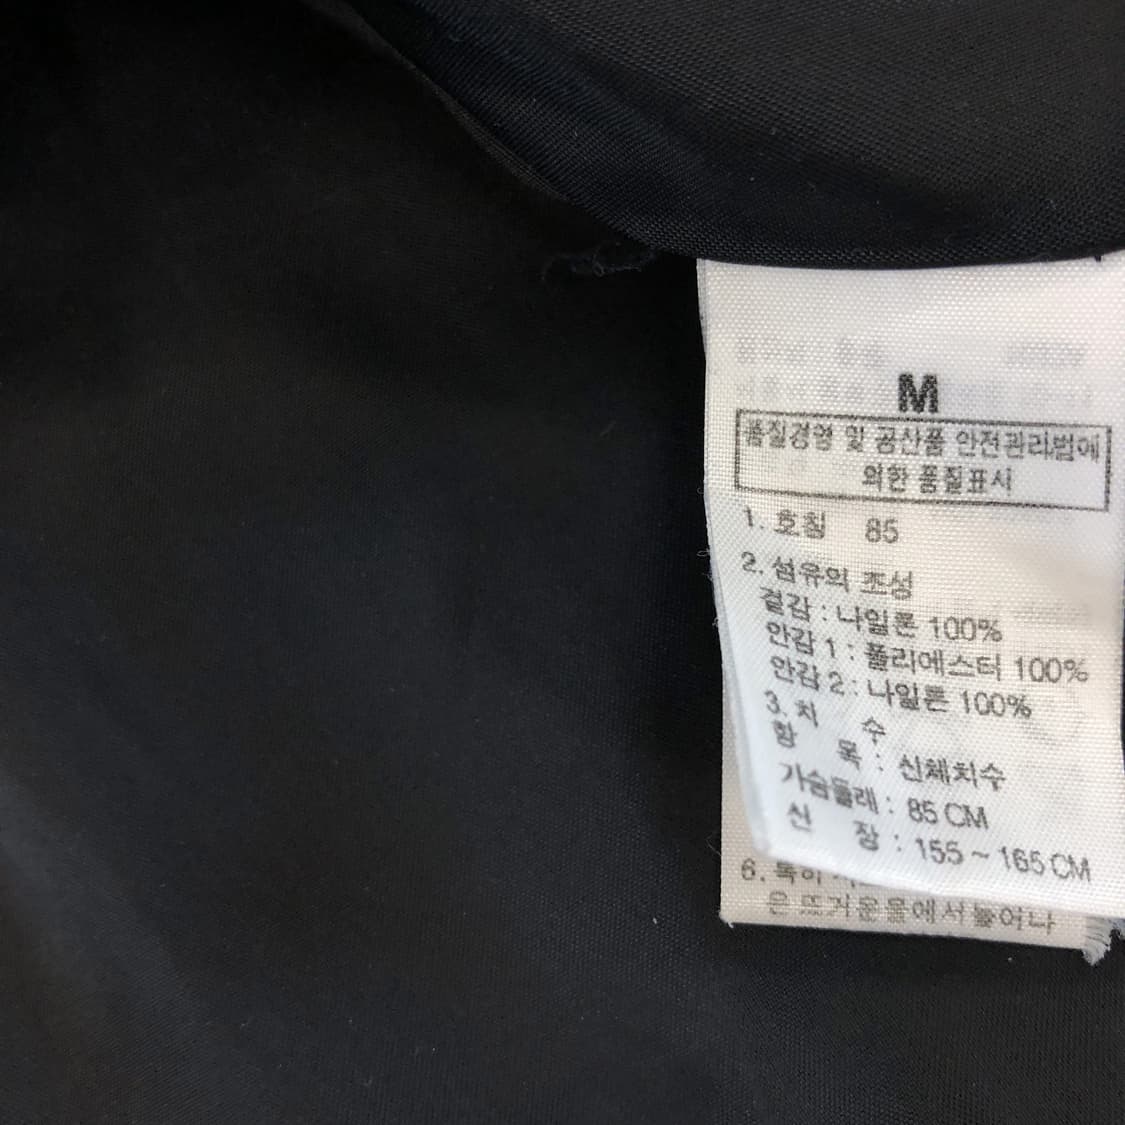 M
품질경영 및 공산품 안전관리법에
의한 품질표시
1. 호칭 85
2. 섬유의 조성
겉감 : 나일론 100%
안감 1 : 폴리에스터 100%
안감 2 : 나일론 100%
3. 치 수
항 목 : 신체치수
가슴둘레 : 85 CM
신 장 : 155 ~ 165 CM
6. 특히
은 뜨거운물에서 늘어나